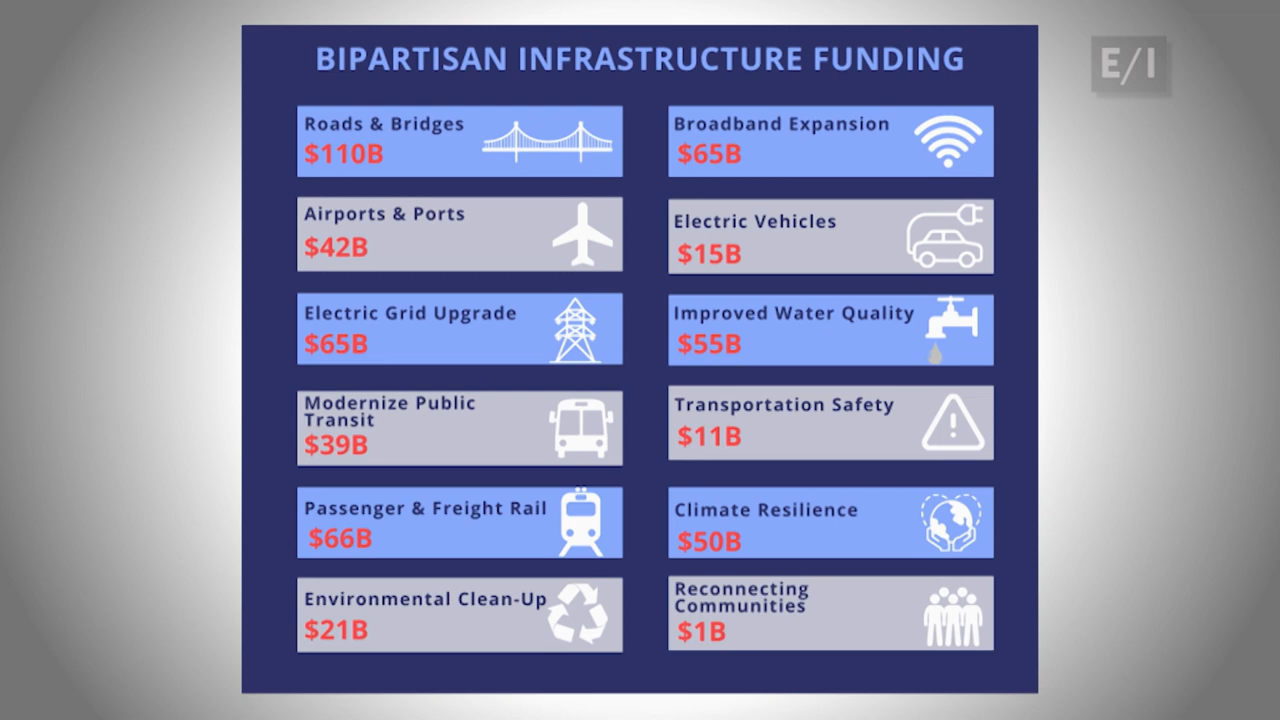 BIPARTISAN INFRASTRUCTURE FUNDING
E/I
Roads & Bridges
$110B
Airports & Ports
$42B
Electric Grid Upgrade
$65B
Modernize Public
Transit
$39B
Passenger & Freight Rail
$66B
Environmental Clean-Up
$21B
Broadband Expansion
$65B
Electric Vehicles
$15B
Improved Water Quality
$55B
Transportation Safety
$11B
Climate Resilience
$50B
Reconnecting
Communities
$1B